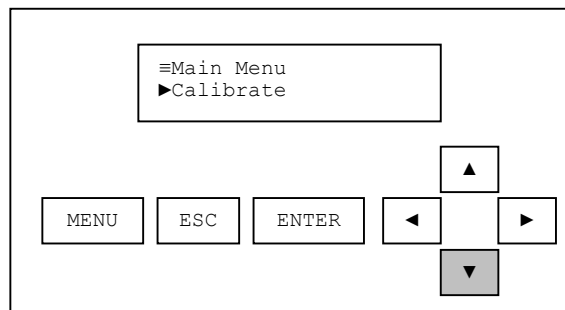 ≡Main Menu
►Calibrate
▲
MENU ESC ENTER ◄ ►
▼